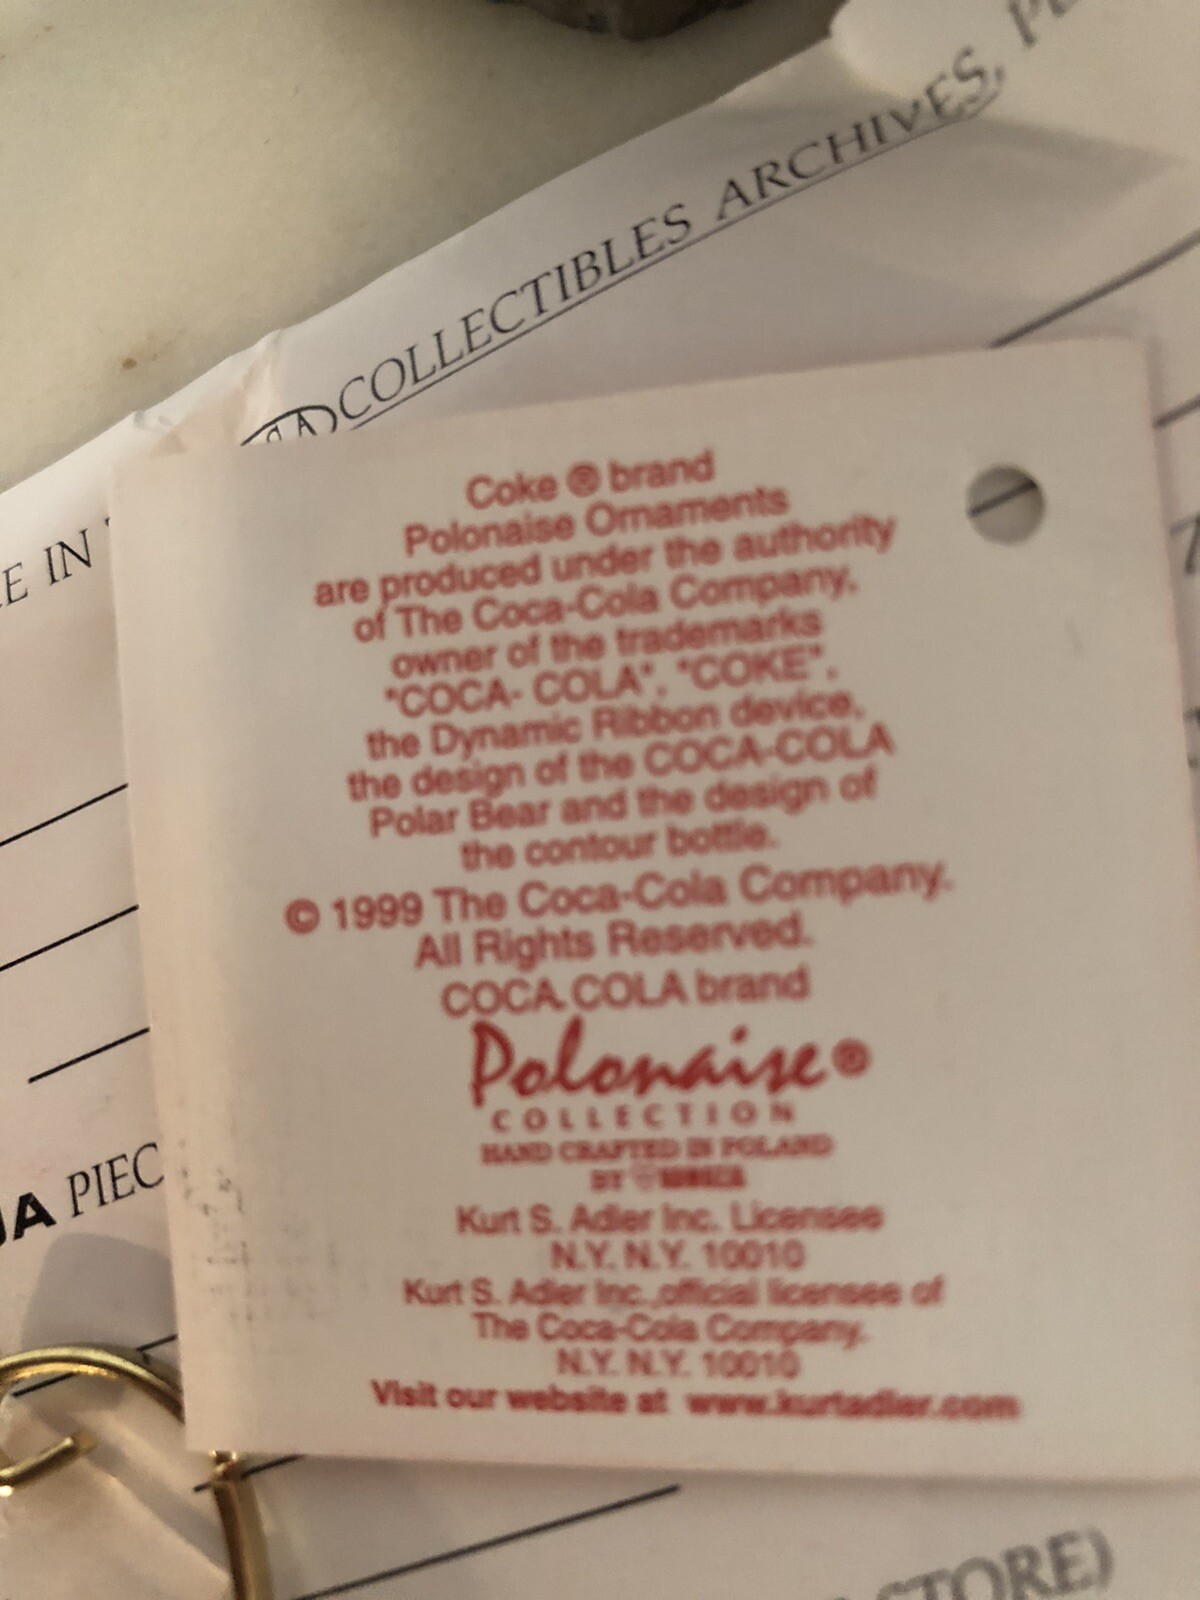 COLLECTIBLES ARCHIVES,
IN
Coke ® brand
Polonaise Ornaments
are produced under the authority
of The Coca-Cola Company,
owner of the trademarks
"COCA- COLA", "COKE",
the Dynamic Ribbon device,
the design of the COCA-COLA
Polar Bear and the design of
the contour bottle.
© 1999 The Coca-Cola Company.
All Rights Reserved.
COCA COLA brand
Polonaise®
COLLECTION
HAND CRAFTED IN POLAND
BY
Kurt S. Adler Inc. Licensee
N.Y. N.Y. 10010
Kurt S. Adler Inc.,official licensee of
The Coca-Cola Company.
N.Y. N.Y. 10010
Visit our website at www.kurtadler.com
PIEC
STORE)